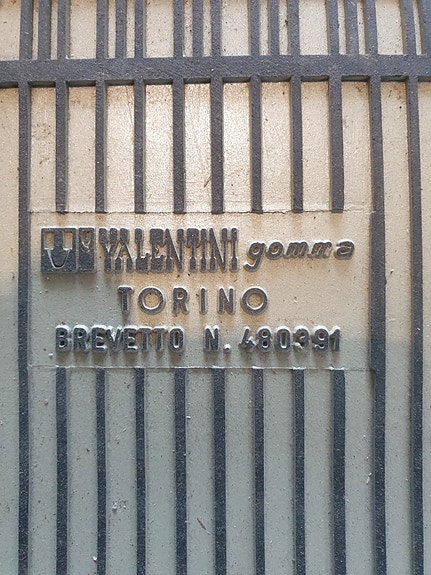 VALENTINI gomma
TORINO
BREVETTO N. 480391